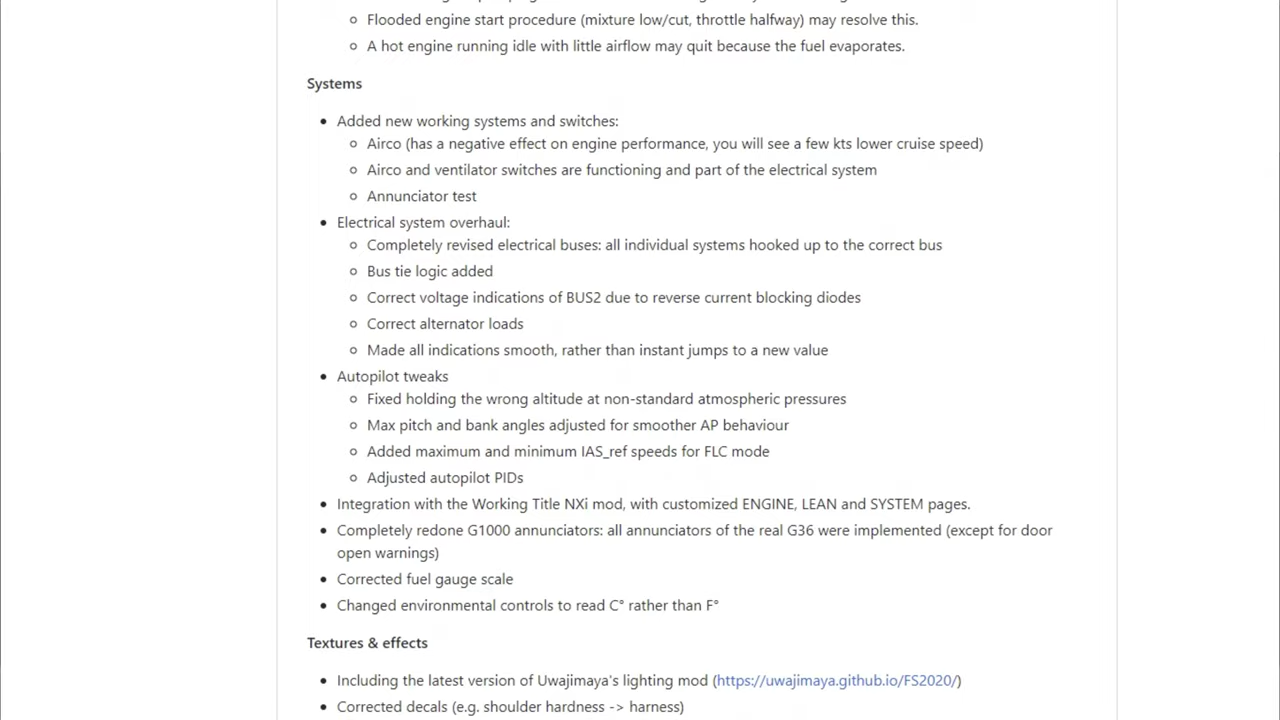 Flooded engine start procedure (mixture low/cut, throttle halfway) may resolve this.
A hot engine running idle with little airflow may quit because the fuel evaporates.
Systems
Added new working systems and switches:
Airco (has a negative effect on engine performance, you will see a few kts lower cruise speed)
Airco and ventilator switches are functioning and part of the electrical system
Annunciator test
Electrical system overhaul:
Completely revised electrical buses: all individual systems hooked up to the correct bus
Bus tie logic added
Correct voltage indications of BUS2 due to reverse current blocking diodes
Correct alternator loads
Made all indications smooth, rather than instant jumps to a new value
Autopilot tweaks
Fixed holding the wrong altitude at non-standard atmospheric pressures
Max pitch and bank angles adjusted for smoother AP behaviour
Added maximum and minimum IAS_ref speeds for FLC mode
Adjusted autopilot PIDs
Integration with the Working Title NXi mod, with customized ENGINE, LEAN and SYSTEM pages.
Completely redone G1000 annunciators: all annunciators of the real G36 were implemented (except for door
open warnings)
Corrected fuel gauge scale
Changed environmental controls to read C° rather than F°
Textures & effects
Including the latest version of Uwajimaya's lighting mod (https://uwajimaya.github.io/FS2020/)
Corrected decals (e.g. shoulder hardness -> harness)